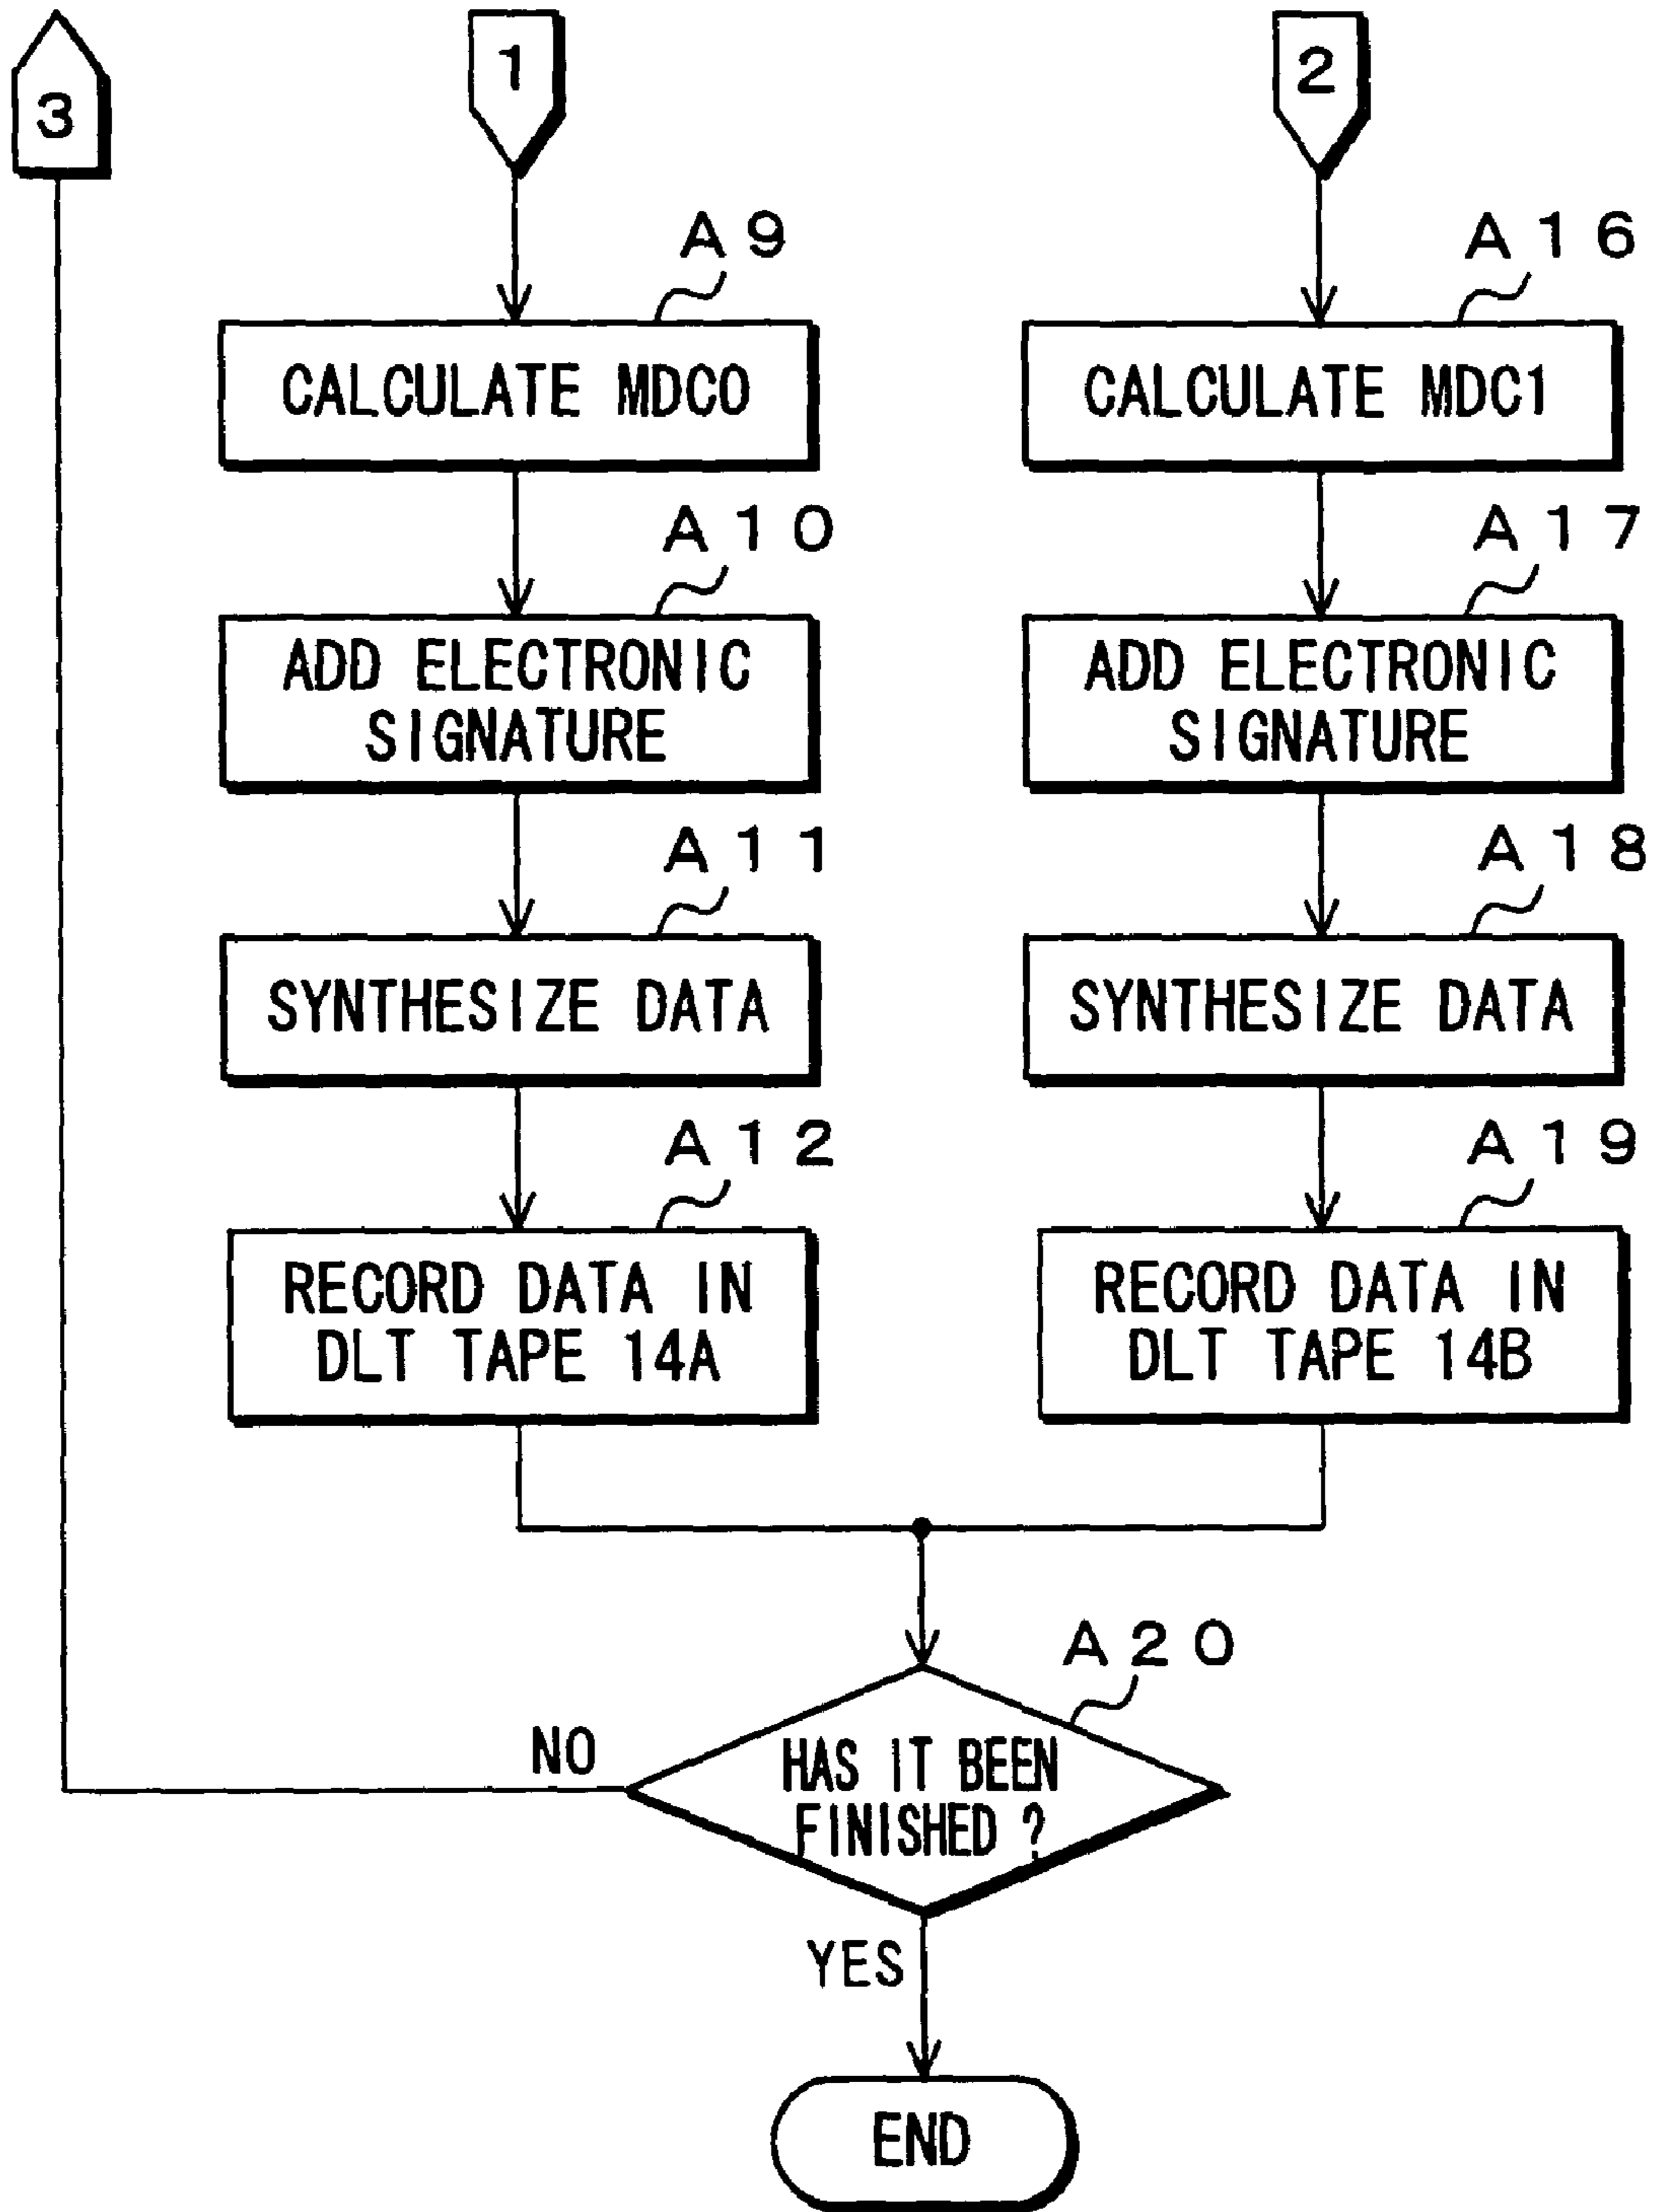 3
1
2
A9
A16
CALCULATE MDC0
CALCULATE MDC1
A10
A17
ADD ELECTRONIC
SIGNATURE
ADD ELECTRONIC
SIGNATURE
A11
A18
SYNTHESIZE DATA
SYNTHESIZE DATA
A12
A19
RECORD DATA IN
DLT TAPE 14A
RECORD DATA IN
DLT TAPE 14B
A20
NO
HAS IT BEEN
FINISHED ?
YES
END